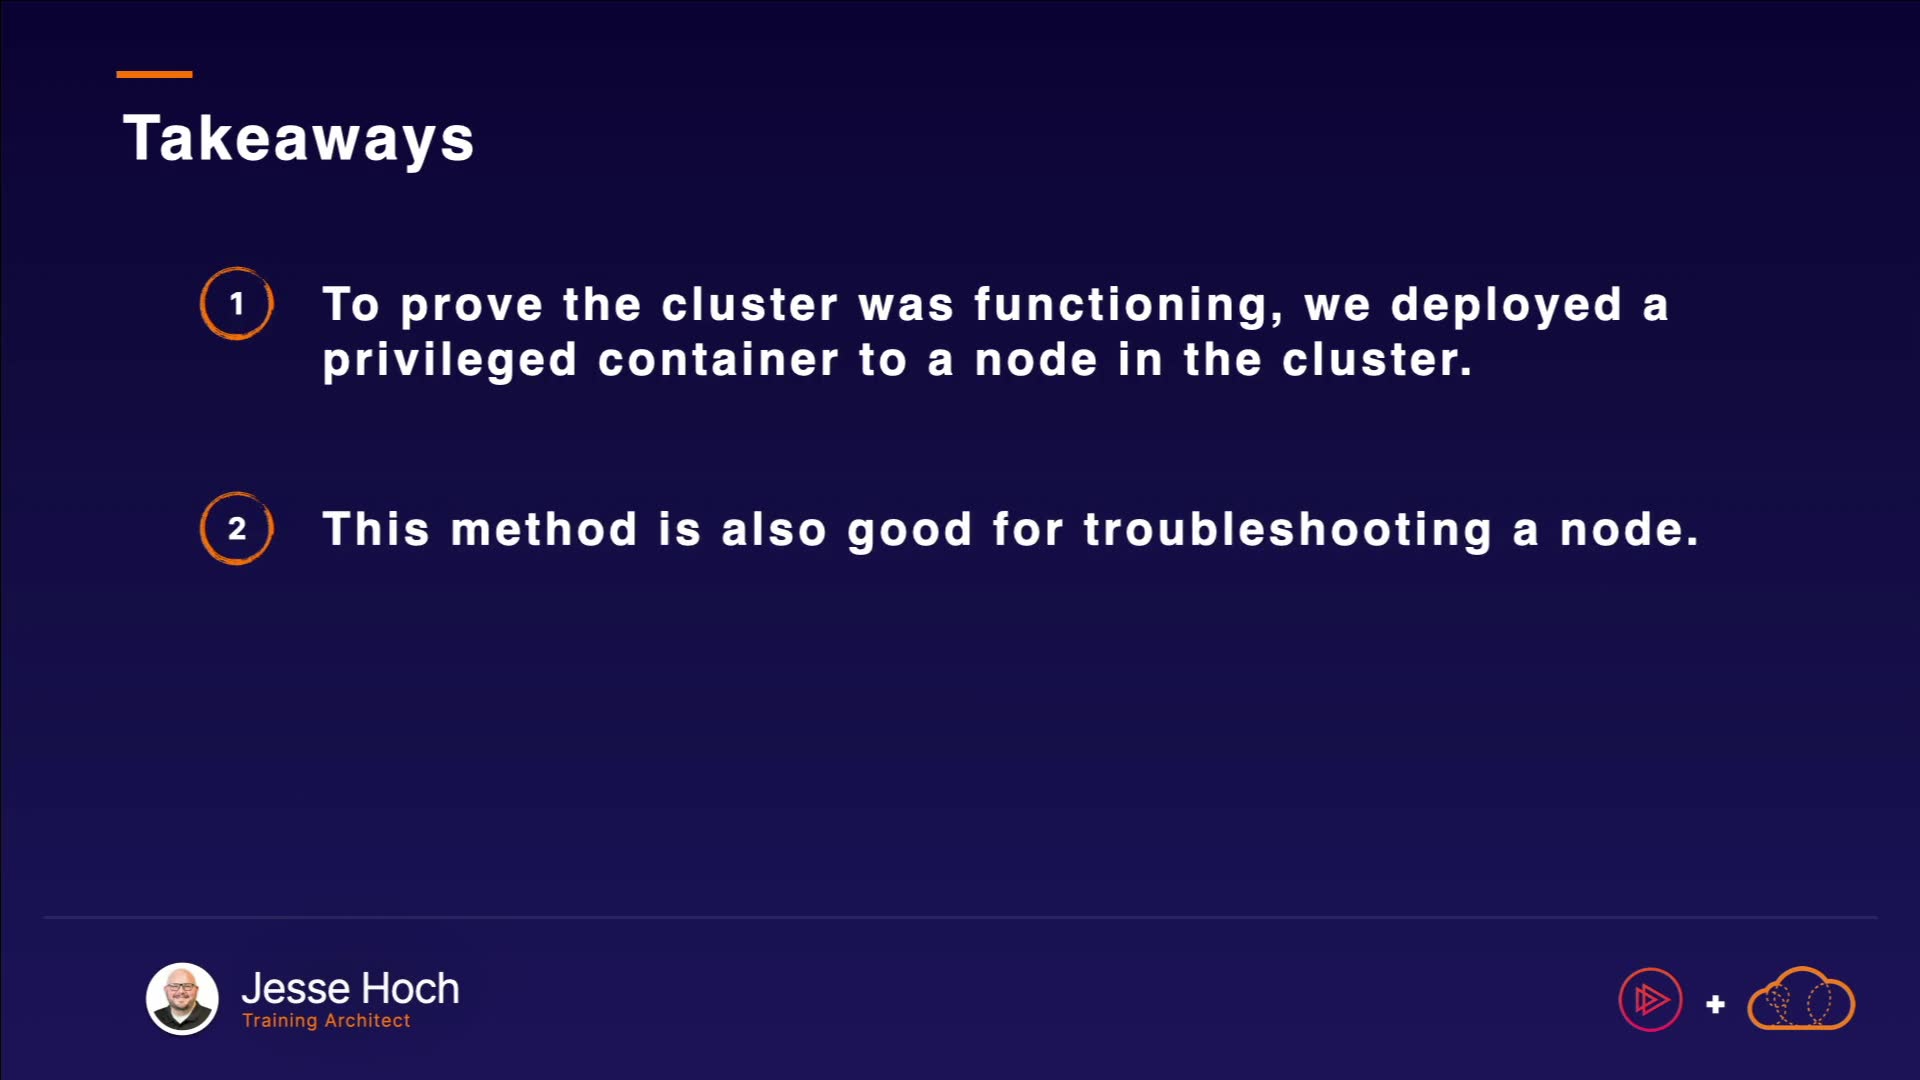 Takeaways
1
To prove the cluster was functioning, we deployed a
privileged container to a node in the cluster.
2
This method is also good for troubleshooting a node.
Jesse Hoch
Training Architect
+